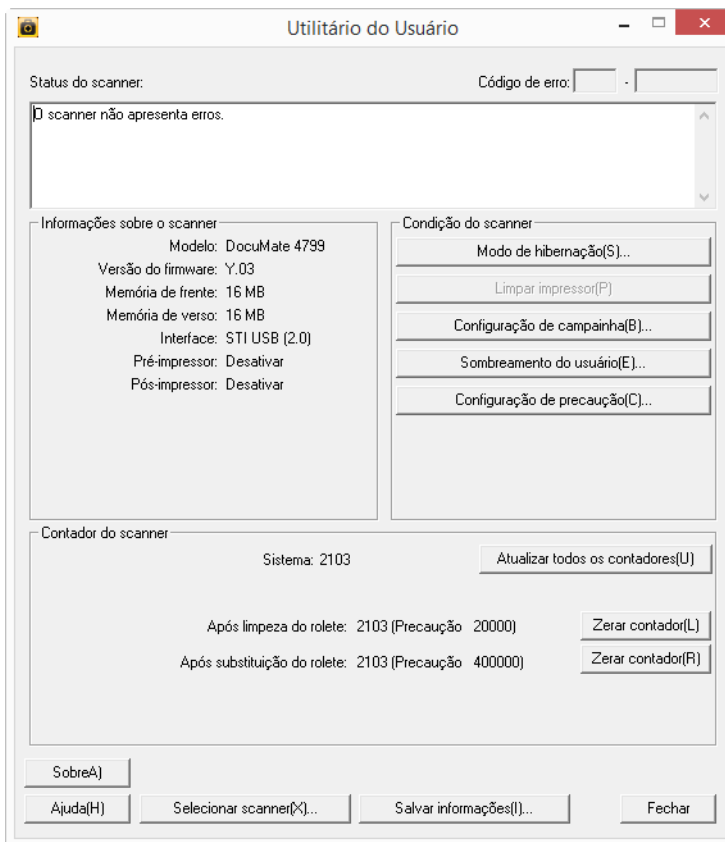 Utilitário do Usuário
Status do scanner:
Código de erro: -
O scanner não apresenta erros.
Informações sobre o scanner
Modelo: DocuMate 4799
Versão do firmware: Y.03
Memória de frente: 16 MB
Memória de verso: 16 MB
Interface: STI USB (2.0)
Pré-impressor: Desativar
Pós-impressor: Desativar
Condição do scanner
Modo de hibernação(S)...
Limpar impressor(P)
Configuração de campainha(B)...
Sombreamento do usuário(E)...
Configuração de precaução(C)...
Contador do scanner
Sistema: 2103
Atualizar todos os contadores(U)
Após limpeza do rolete: 2103 (Precaução 20000)
Zerar contador(L)
Após substituição do rolete: 2103 (Precaução 400000)
Zerar contador(R)
SobreA)
Ajuda(H)
Selecionar scanner(X)...
Salvar informações(I)...
Fechar